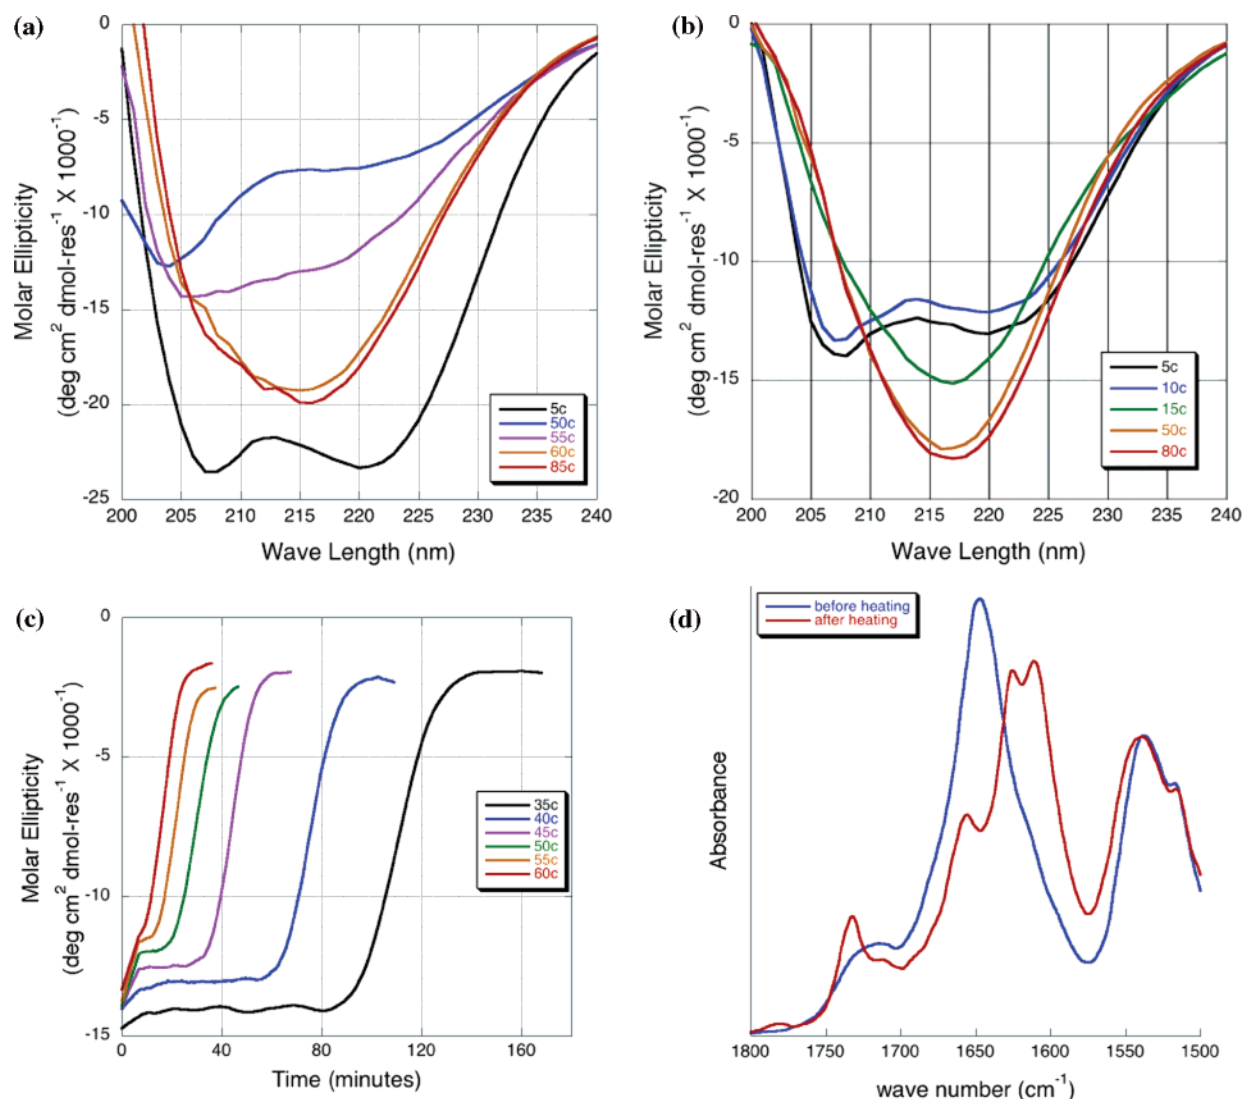 (a)
0
-5
-10
-15
-20
-25
Molar Ellipticity
(deg cm² dmol-res⁻¹ X 1000⁻¹)
5c
50c
55c
60c
85c
200 205 210 215 220 225 230 235 240
Wave Length (nm)
(b)
0
-5
-10
-15
-20
Molar Ellipticity
(deg cm² dmol-res⁻¹ X 1000⁻¹)
5c
10c
15c
50c
80c
200 205 210 215 220 225 230 235 240
Wave Length (nm)
(c)
0
-5
-10
-15
Molar Ellipticity
(deg cm² dmol-res⁻¹ X 1000⁻¹)
35c
40c
45c
50c
55c
60c
0 40 80 120 160
Time (minutes)
before heating
after heating
(d)
Absorbance
1800 1750 1700 1650 1600 1550 1500
wave number (cm⁻¹)